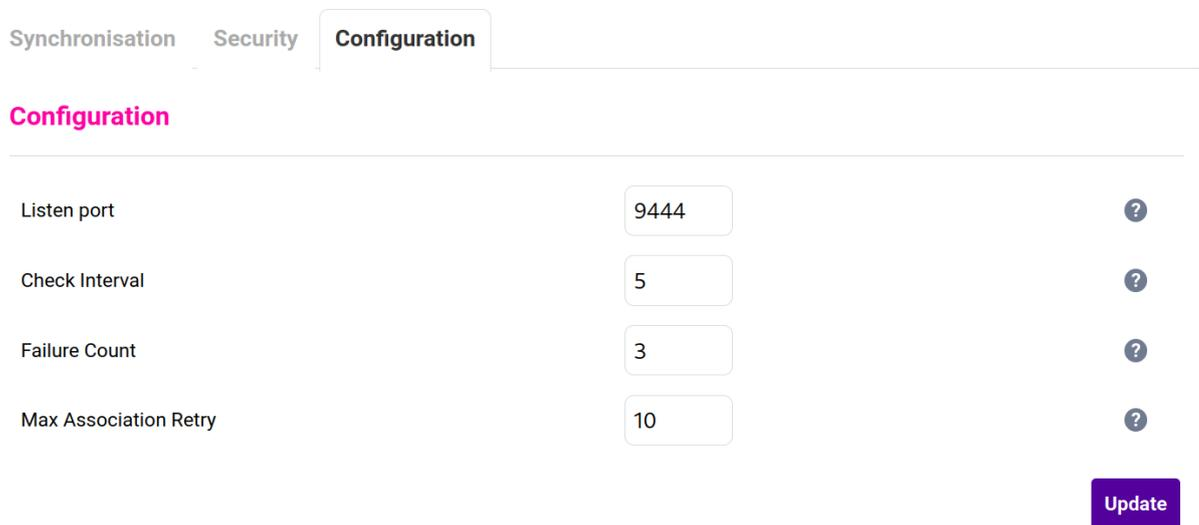 Synchronisation Security Configuration
Configuration
Listen port 9444 ?
Check Interval 5 ?
Failure Count 3 ?
Max Association Retry 10 ?
Update